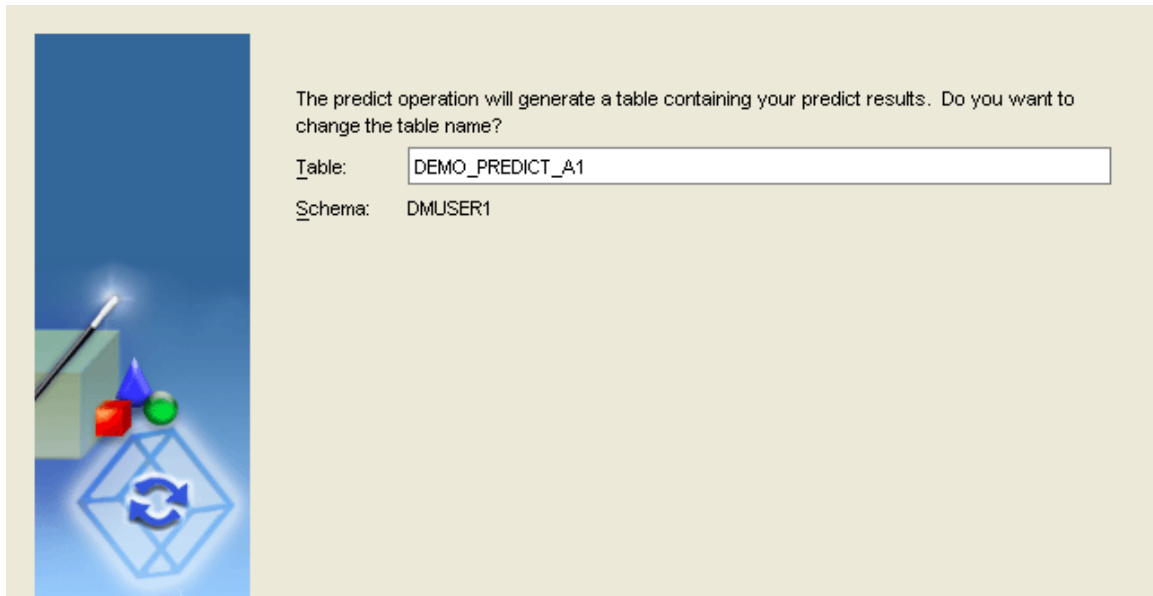 The predict operation will generate a table containing your predict results.  Do you want to
change the table name?
Table: DEMO_PREDICT_A1
Schema: DMUSER1